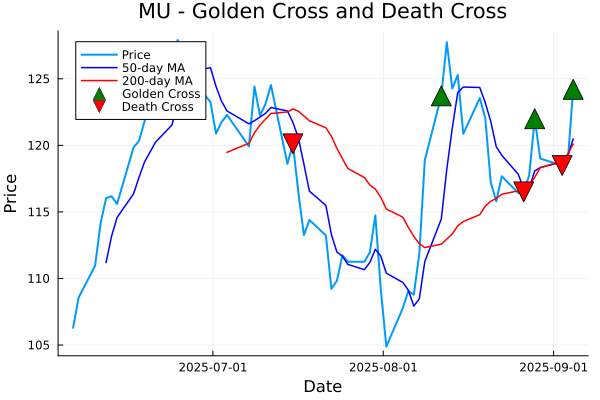 MU - Golden Cross and Death Cross
Price
50-day MA
200-day MA
Golden Cross
Death Cross
Price
125
120
115
110
105
2025-07-01
2025-08-01
2025-09-01
Date